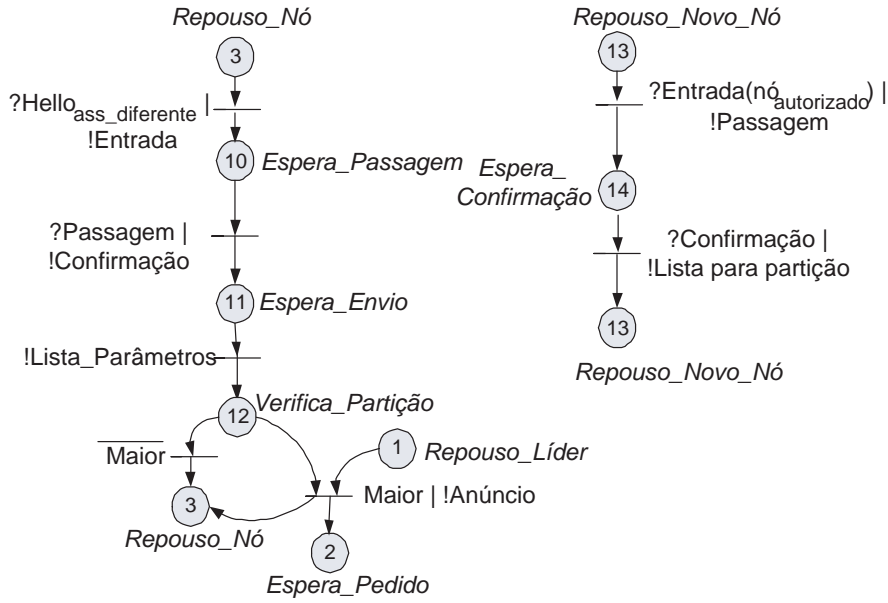 Repouso_Nó
3
?Hello ass_diferente |
!Entrada
10 Espera_Passagem
?Passagem |
!Confirmação
11 Espera_Envio
!Lista_Parâmetros
12 Verifica_Partição
Maior
3
Repouso_Nó
1 Repouso_Líder
Maior | !Anúncio
2
Espera_Pedido
Repouso_Novo_Nó
13
?Entrada(nó autorizado) |
!Passagem
Espera_
Confirmação 14
?Confirmação |
!Lista para partição
13
Repouso_Novo_Nó